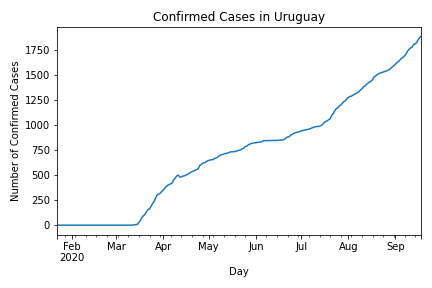 Confirmed Cases in Uruguay
Number of Confirmed Cases
1750
1500
1250
1000
750
500
250
0
Feb Mar Apr May Jun Jul Aug Sep
2020
Day